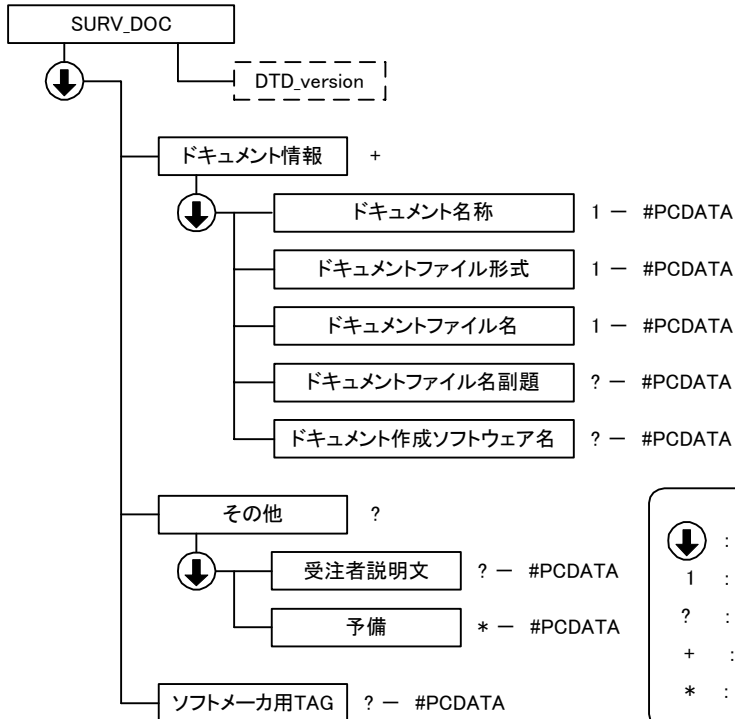 SURV_DOC
DTD_version
ドキュメント情報 +
ドキュメント名称 1 － #PCDATA
ドキュメントファイル形式 1 － #PCDATA
ドキュメントファイル名 1 － #PCDATA
ドキュメントファイル名副題 ? － #PCDATA
ドキュメント作成ソフトウェア名 ? － #PCDATA
その他 ?
受注者説明文 ? － #PCDATA
予備 * － #PCDATA
ソフトメーカ用TAG ? － #PCDATA
:
1 :
? :
+ :
* :